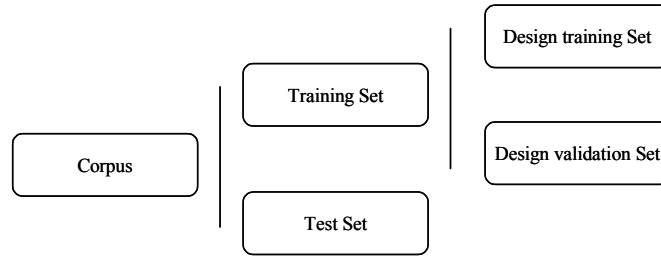 Design training Set
Training Set
Design validation Set
Corpus
Test Set